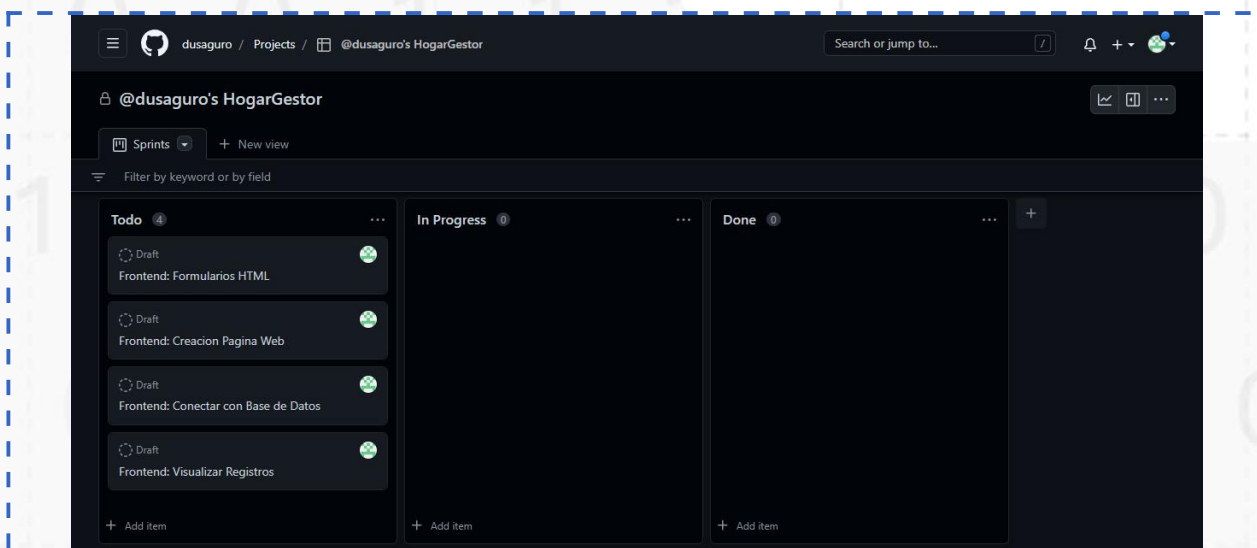 dusaguro / Projects / @dusaguro's HogarGestor
Search or jump to... /
@dusaguro's HogarGestor
Sprints
+ New view
Filter by keyword or by field
Todo 4
Draft
Frontend: Formularios HTML
Draft
Frontend: Creacion Pagina Web
Draft
Frontend: Conectar con Base de Datos
Draft
Frontend: Visualizar Registros
+ Add item
In Progress 0
+ Add item
Done 0
+ Add item